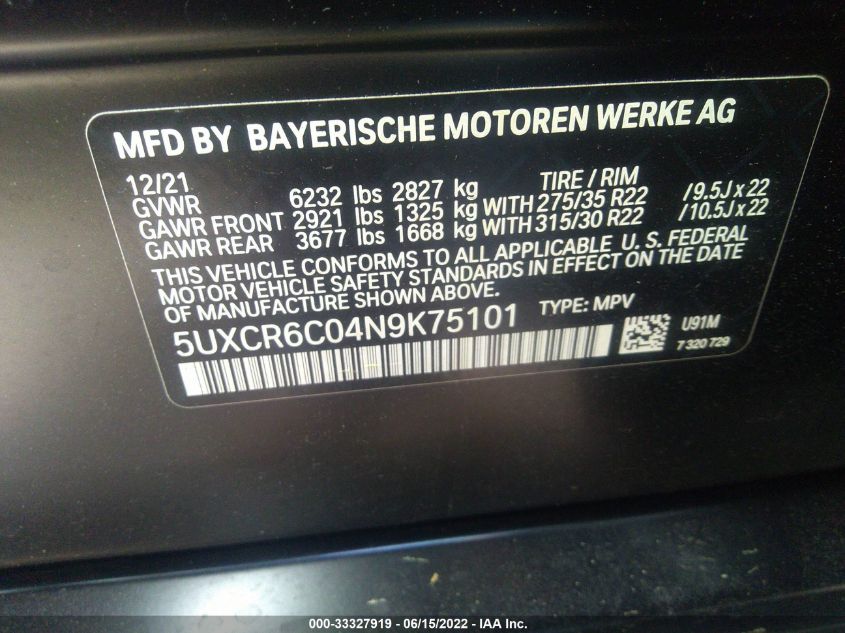 MFD BY BAYERISCHE MOTOREN WERKE AG
12/21 TIRE / RIM
GVWR 6232 lbs 2827 kg
GAWR FRONT 2921 lbs 1325 kg WITH 275/35 R22 /9.5J x 22
GAWR REAR 3677 lbs 1668 kg WITH 315/30 R22 /10.5J x 22
THIS VEHICLE CONFORMS TO ALL APPLICABLE U. S. FEDERAL
MOTOR VEHICLE SAFETY STANDARDS IN EFFECT ON THE DATE
OF MANUFACTURE SHOWN ABOVE.
5UXCR6C04N9K75101 TYPE: MPV
U91M
7 320 729
000-33327919 - 06/15/2022 - IAA Inc.